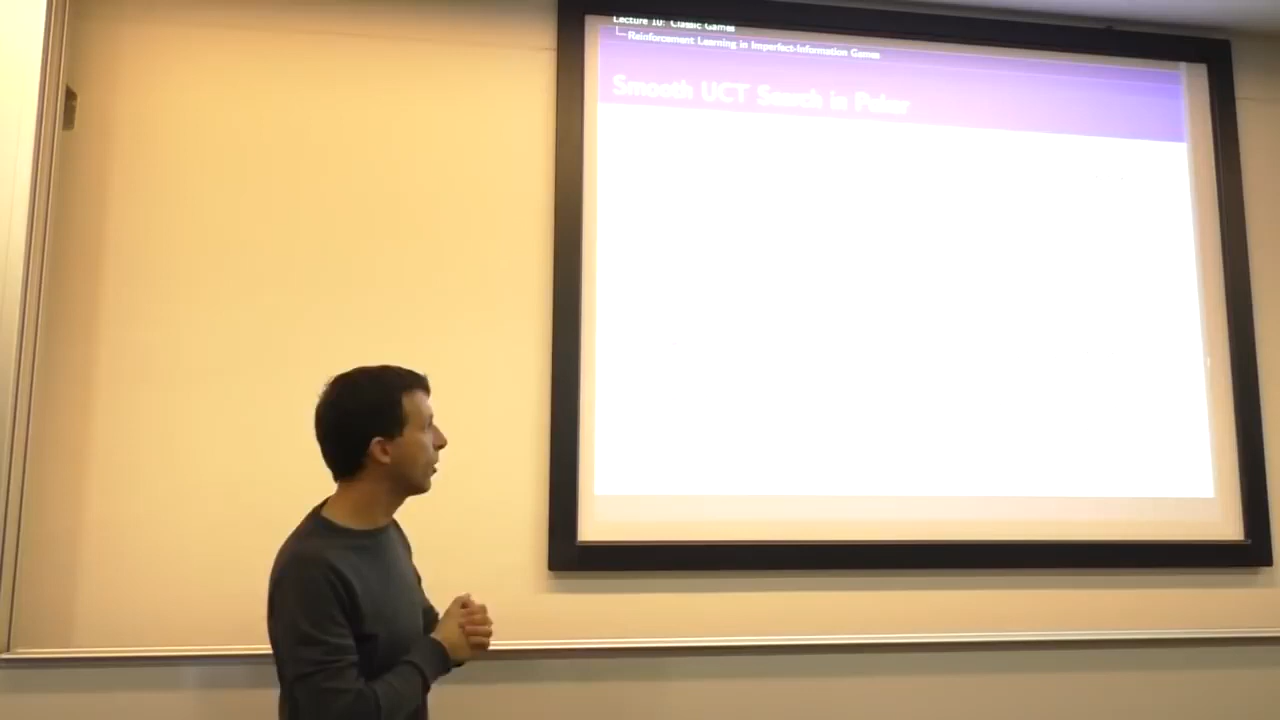 Lecture 10: Classic Games
Reinforcement Learning in Imperfect-Information Games
Smooth UCT Search in Poker